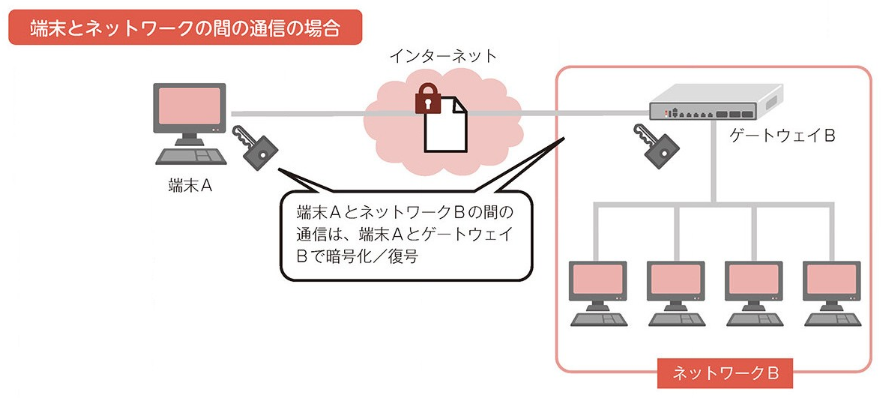 端末とネットワークの間の通信の場合
インターネット
ゲートウェイB
端末A
端末AとネットワークBの間の
通信は、端末Aとゲートウェイ
Bで暗号化/復号
ネットワークB